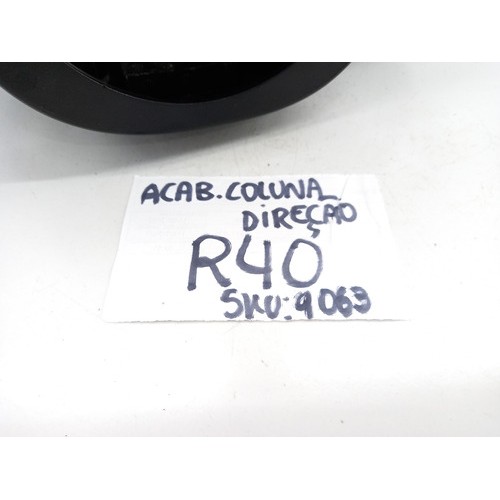 ACAB. COLUNA
DIREÇÃO
R40
SKU: 9063